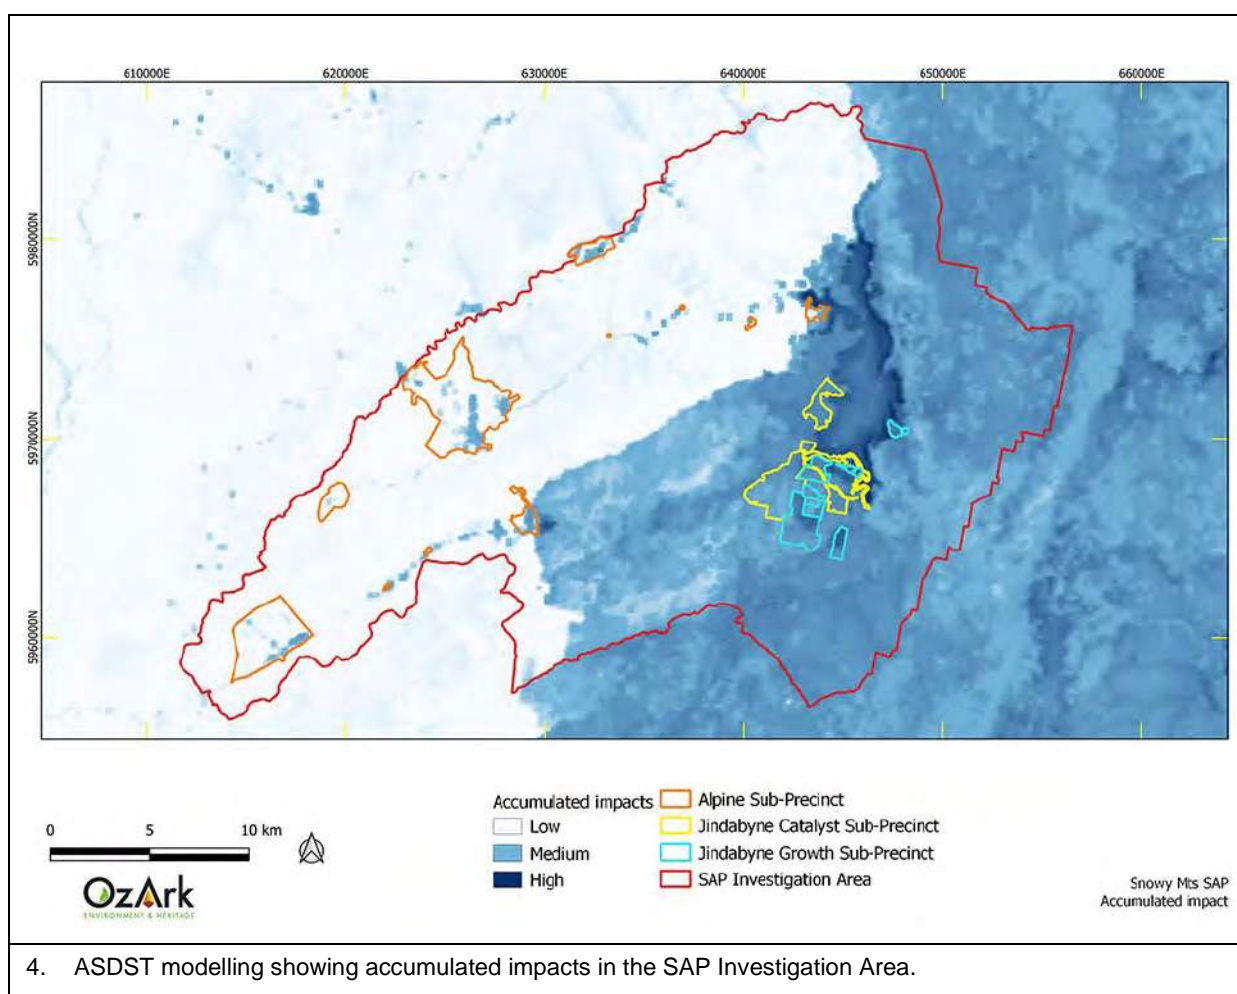 610000E 620000E 630000E 640000E 650000E 660000E
5980000N
5970000N
5960000N
Accumulated impacts
Low
Medium
High
Alpine Sub-Precinct
Jindabyne Catalyst Sub-Precinct
Jindabyne Growth Sub-Precinct
SAP Investigation Area
0 5 10 km
OzArk
ENVIRONMENT & HERITAGE
Snowy Mts SAP
Accumulated impact
4. ASDST modelling showing accumulated impacts in the SAP Investigation Area.